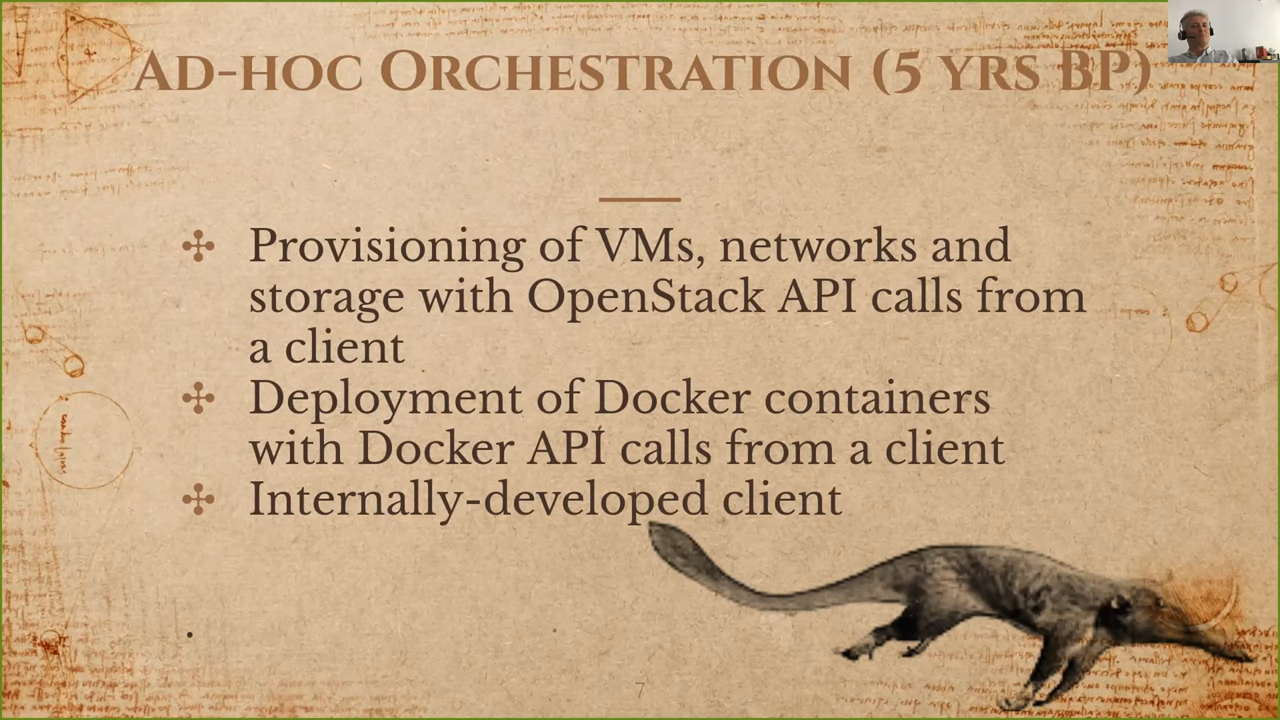 AD-HOC ORCHESTRATION (5 YRS BP)
Provisioning of VMs, networks and
storage with OpenStack API calls from
a client
Deployment of Docker containers
with Docker API calls from a client
Internally-developed client
7